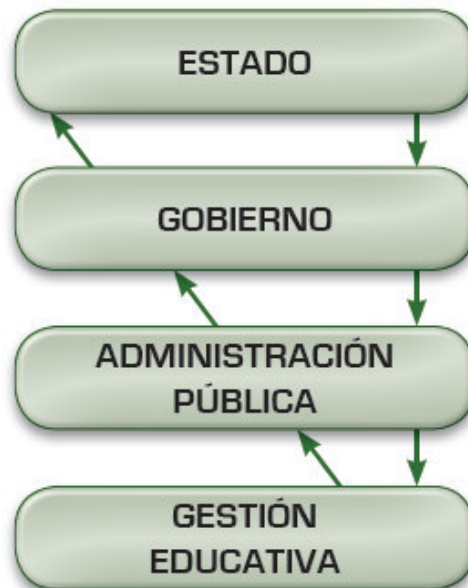 ESTADO
GOBIERNO
ADMINISTRACIÓN
PÚBLICA
GESTIÓN
EDUCATIVA